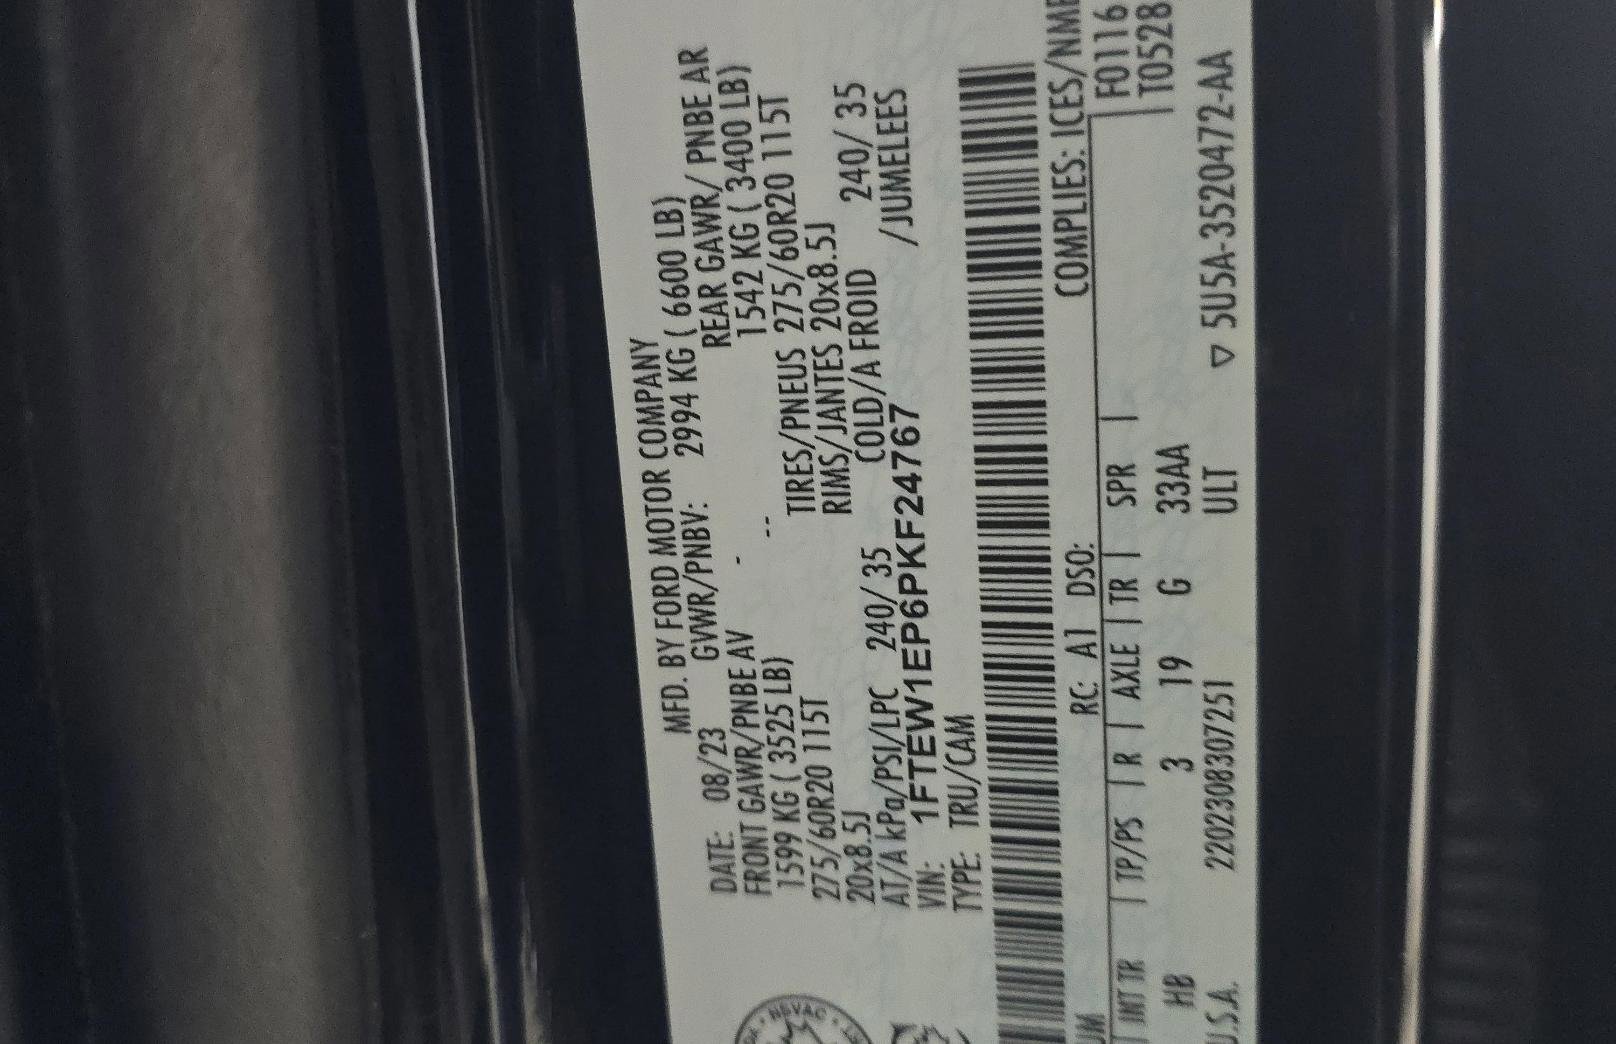 MFD. BY FORD MOTOR COMPANY
DATE: 08/23 GVWR/PNBV: 2994 KG ( 6600 LB)
FRONT GAWR/PNBE AV - REAR GAWR/ PNBE AR
1599 KG ( 3525 LB) -- 1542 KG ( 3400 LB)
275/60R20 115T TIRES/PNEUS 275/60R20 115T
20x8.5J RIMS/JANTES 20x8.5J
AT/A kPa/PSI/LPC 240/ 35 COLD/A FROID 240/ 35
VIN: 1FTEW1EP6PKF24767 /JUMELEES
TYPE: TRU/CAM
COMPLIES: ICES/NMB
UM RC: A1 DSO: F0116
INT TR | TP/PS | R | AXLE | TR | SPR | T0528
HB 3 19 G 33AA
U.S.A. 2202308307251 ULT ▽ 5U5A-3520472-AA
NSVAC